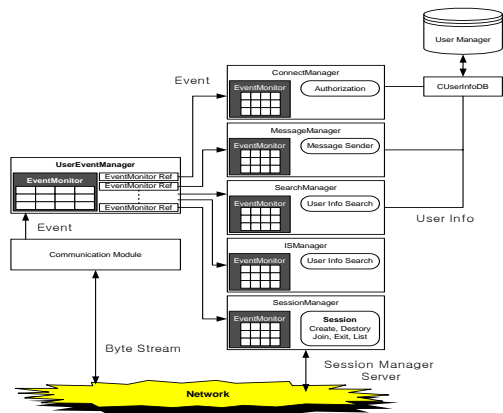 User Manager
ConnectManager
Event
EventMonitor
Authorization
CUserInfoDB
MessageManager
EventMonitor
Message Sender
UserEventManager
EventMonitor
EventMonitor Ref
EventMonitor Ref
EventMonitor Ref
SearchManager
EventMonitor
User Info Search
User Info
Event
Communication Module
ISManager
EventMonitor
User Info Search
SessionManager
EventMonitor
Session
Create, Destory
Join, Exit, List
Byte Stream
Session Manager
Server
Network